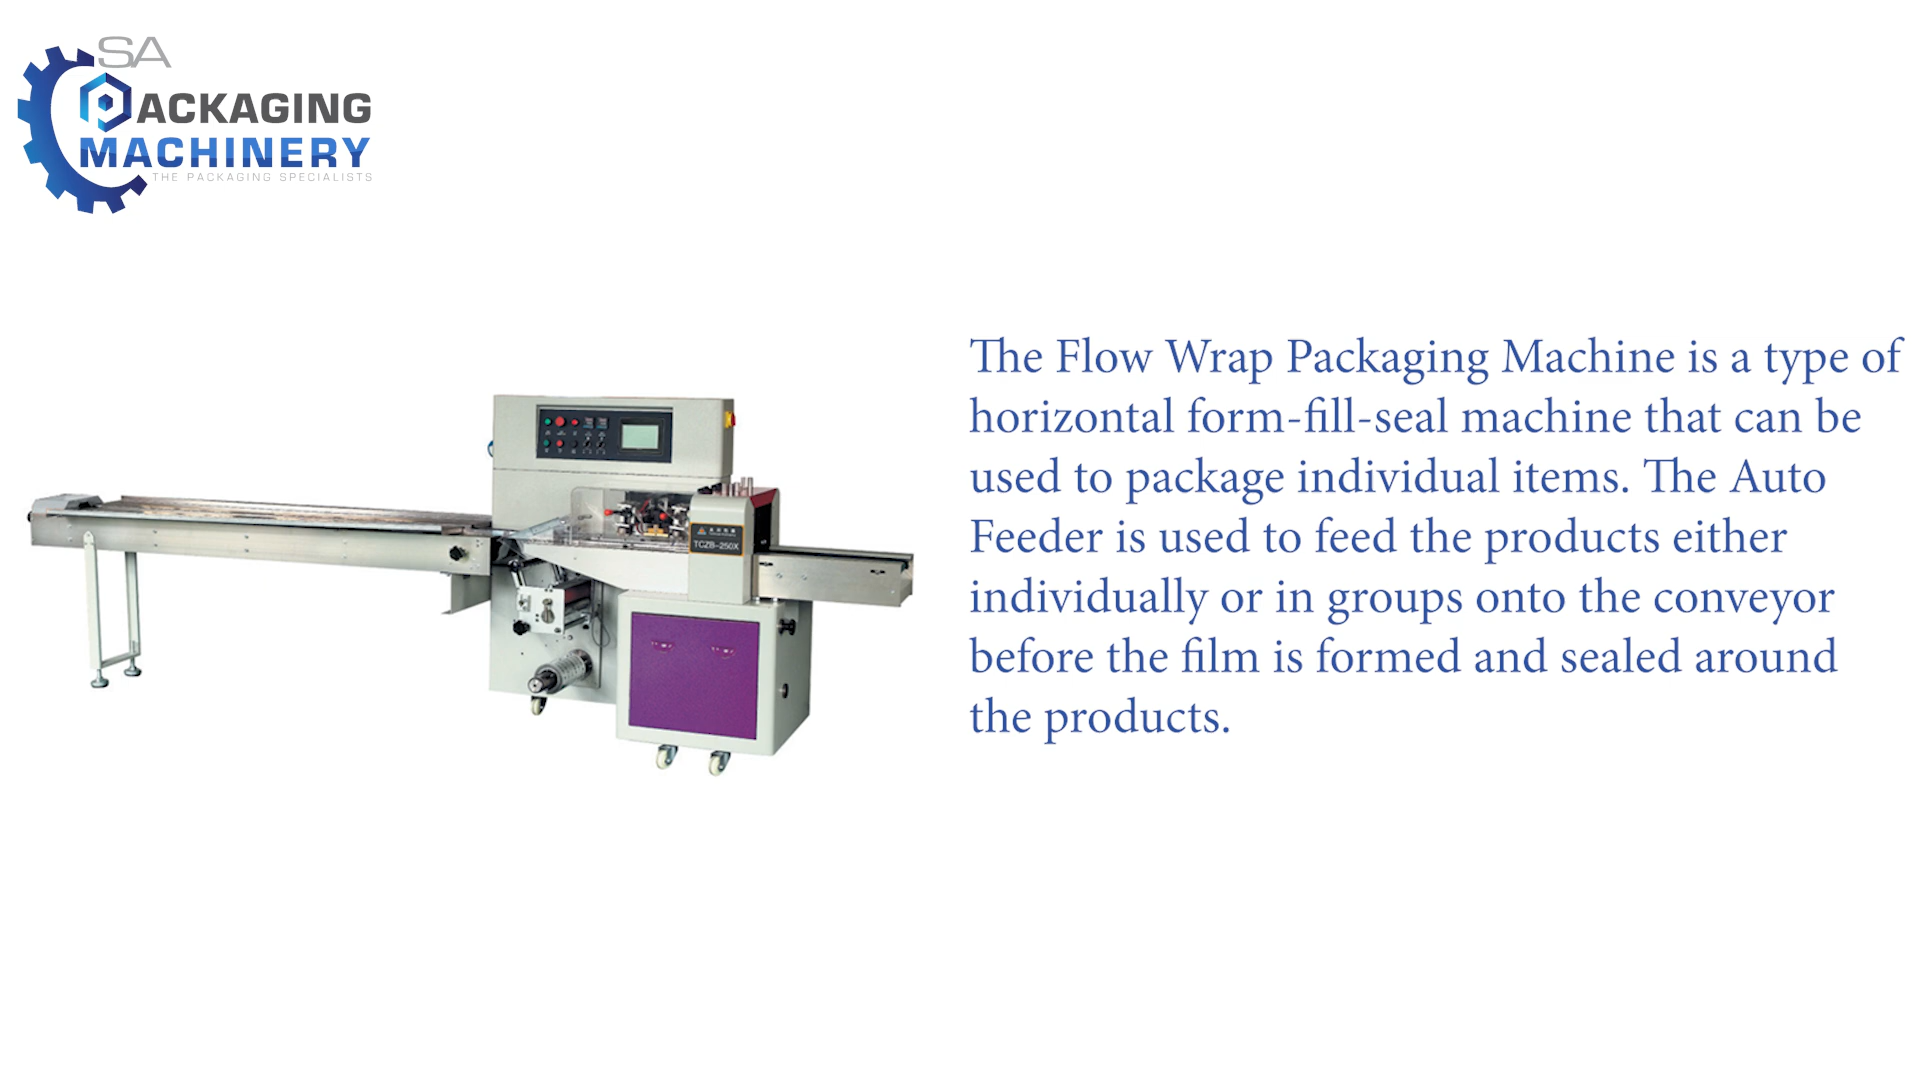 SA
PACKAGING
MACHINERY
THE PACKAGING SPECIALISTS
The Flow Wrap Packaging Machine is a type of
horizontal form-fill-seal machine that can be
used to package individual items. The Auto
Feeder is used to feed the products either
individually or in groups onto the conveyor
before the film is formed and sealed around
the products.
TCZB-250X